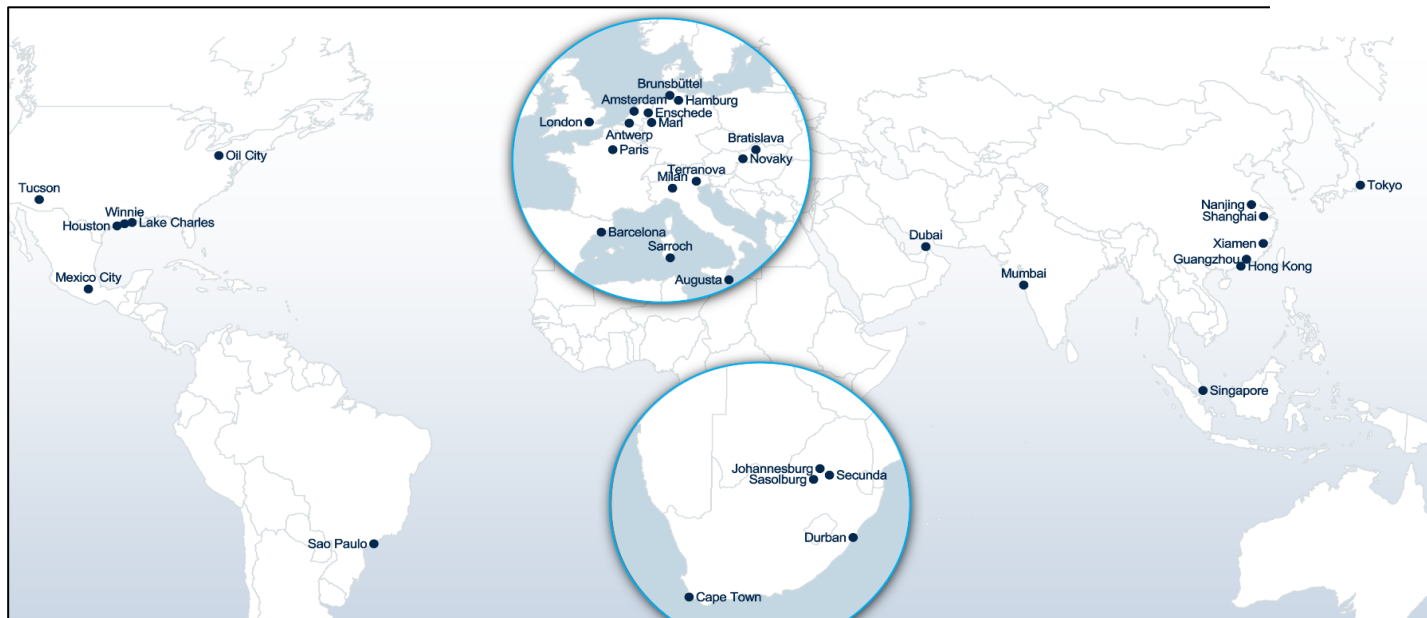 Brunsbüttel
Amsterdam
Hamburg
Enschede
London
Marl
Antwerp
Paris
Bratislava
Novaky
Terranova
Milan
Barcelona
Sarroch
Augusta
Oil City
Tucson
Winnie
Houston
Lake Charles
Mexico City
Sao Paulo
Johannesburg
Secunda
Sasolburg
Durban
Cape Town
Dubai
Mumbai
Tokyo
Nanjing
Shanghai
Xiamen
Guangzhou
Hong Kong
Singapore